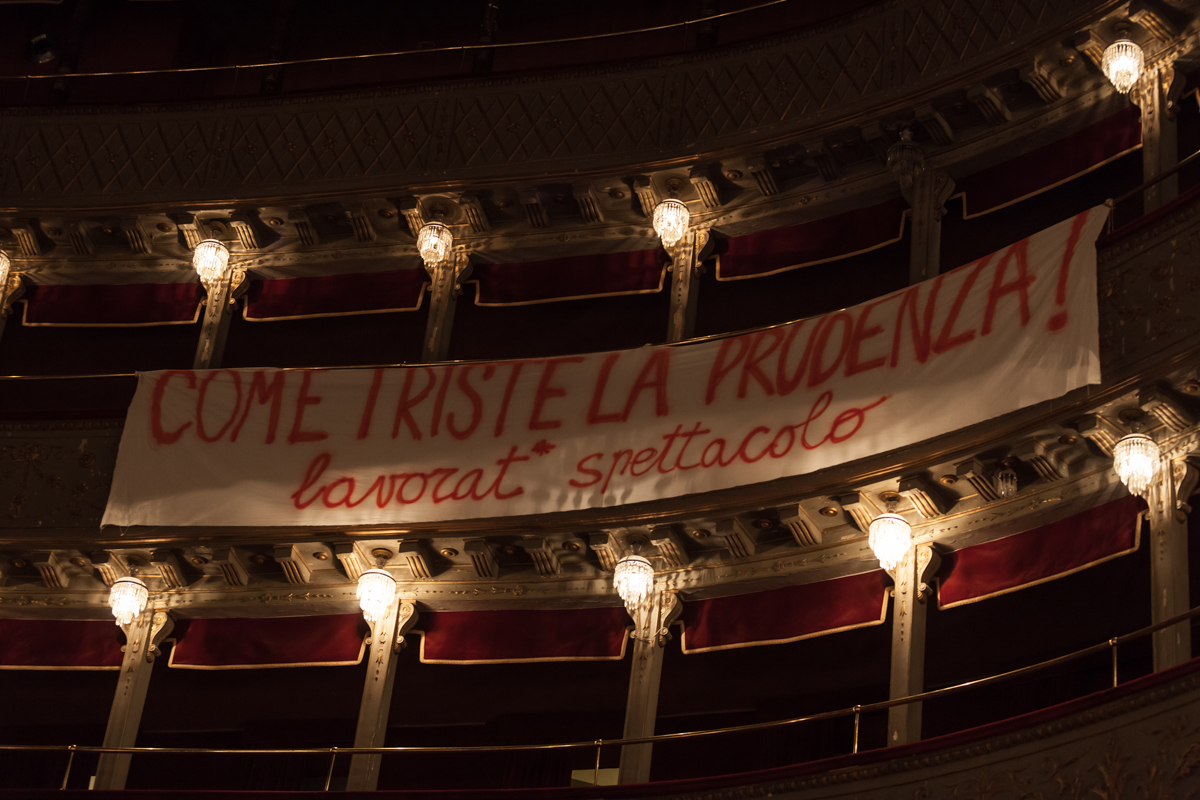 COME TRISTE LA PRUDENZA!
lavorat* spettacolo